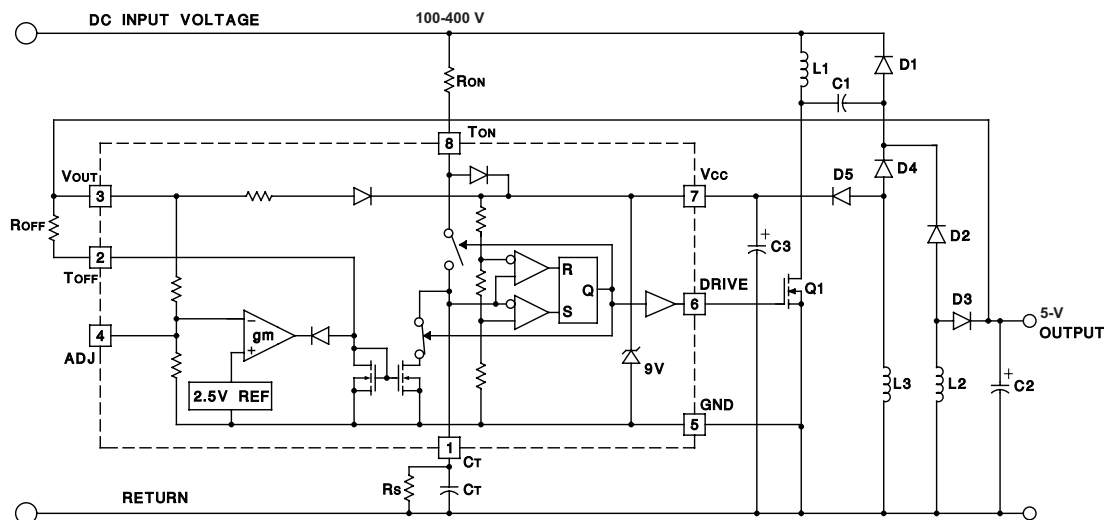 DC INPUT VOLTAGE
100-400 V
RON
L1
C1
D1
TON
8
VOUT
3
VCC
7
D5
D4
ROFF
2
TOFF
R
Q
S
C3
D2
DRIVE
6
Q1
D3
5-V
OUTPUT
4
ADJ
gm
2.5V REF
9V
L3
L2
C2
GND
5
1
CT
RS
CT
RETURN